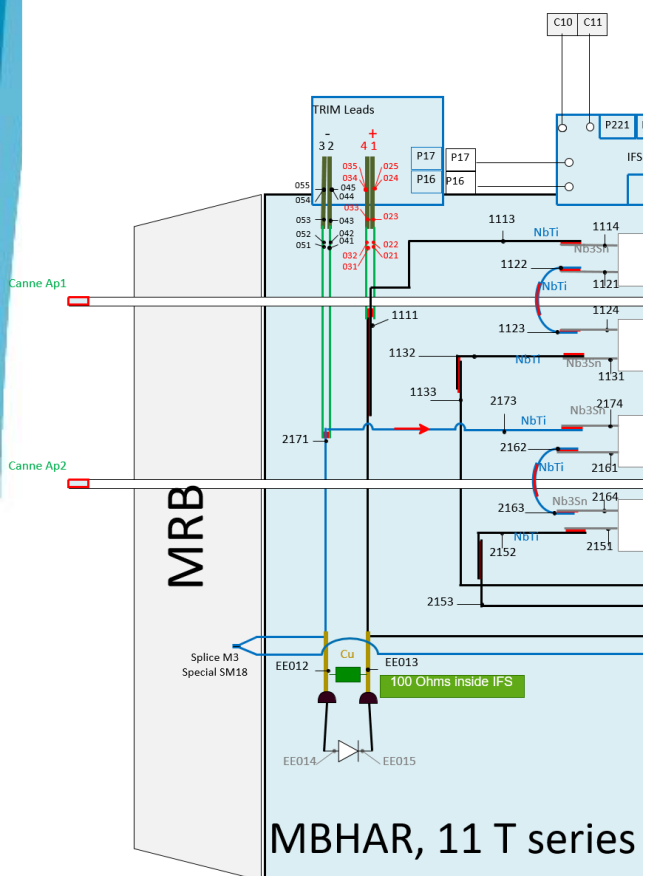 C10 C11
TRIM Leads
- +
3 2 4 1
P221
IFS
P17 P17
P16 P16
035 025
034 024
055 045
054 044
033
053 043 023
052 042
051 041
032 022
031 021
1113
1114
NbTi
Nb3Sn
1122
1121
NbTi
Canne Ap1
1111
1124
1123
1132
NbTi
Nb3Sn
1131
1133
2173
2174
Nb3Sn
NbTi
2171
2162
2161
NbTi
Canne Ap2
2163
Nb3Sn
2164
NbTi
2152
2151
2153
MRB
Splice M3
Special SM18
Cu
EE012
EE013
100 Ohms inside IFS
EE014
EE015
MBHAR, 11 T series